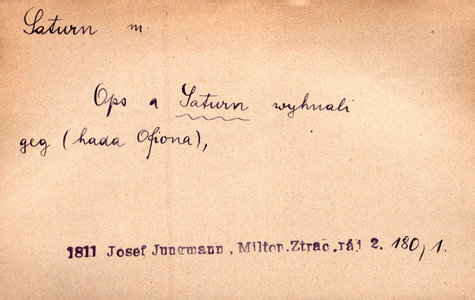 Saturn m.
Ops a Saturn wyhnali
geg (hada Ofiona),
1811 Josef Jungmann, Milton.Ztrac.ráj 2. 180, 1.